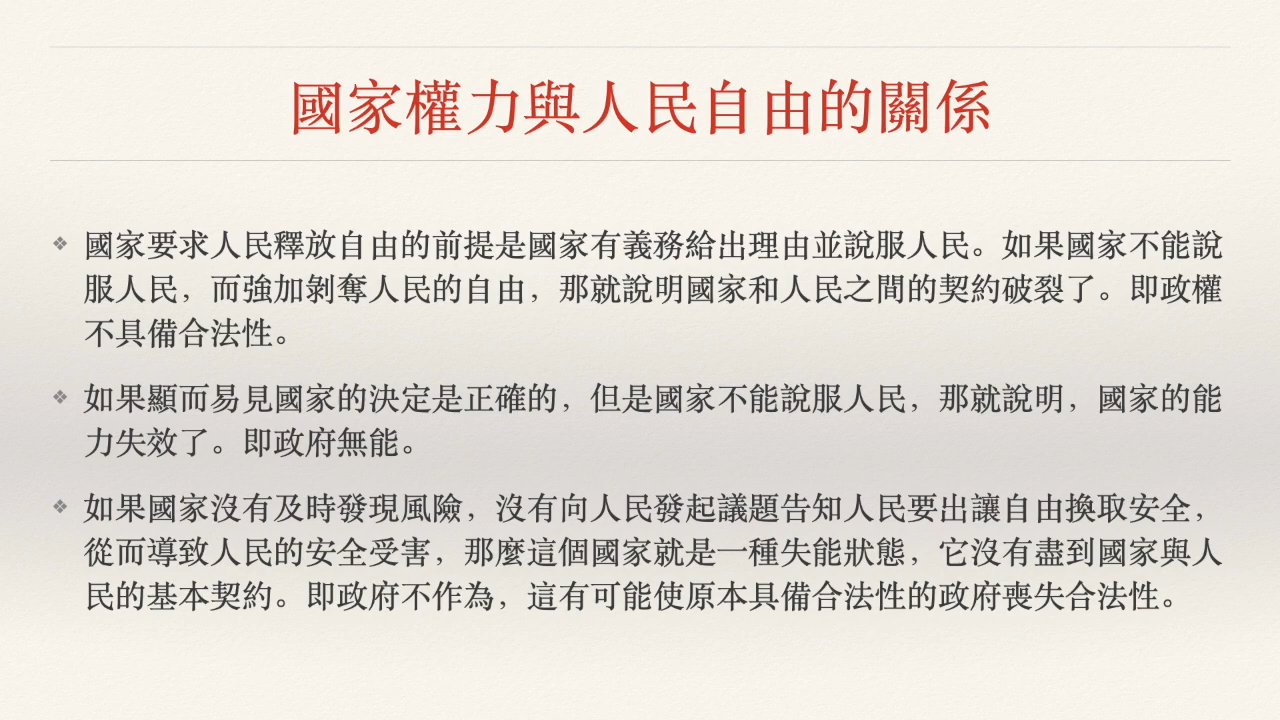 國家權力與人民自由的關係
❖ 國家要求人民釋放自由的前提是國家有義務給出理由並說服人民。如果國家不能說
服人民，而強加剝奪人民的自由，那就說明國家和人民之間的契約破裂了。即政權
不具備合法性。
❖ 如果顯而易見國家的決定是正確的，但是國家不能說服人民，那就說明，國家的能
力失效了。即政府無能。
❖ 如果國家沒有及時發現風險，沒有向人民發起議題告知人民要出讓自由換取安全，
從而導致人民的安全受害，那麼這個國家就是一種失能狀態，它沒有盡到國家與人
民的基本契約。即政府不作為，這有可能使原本具備合法性的政府喪失合法性。